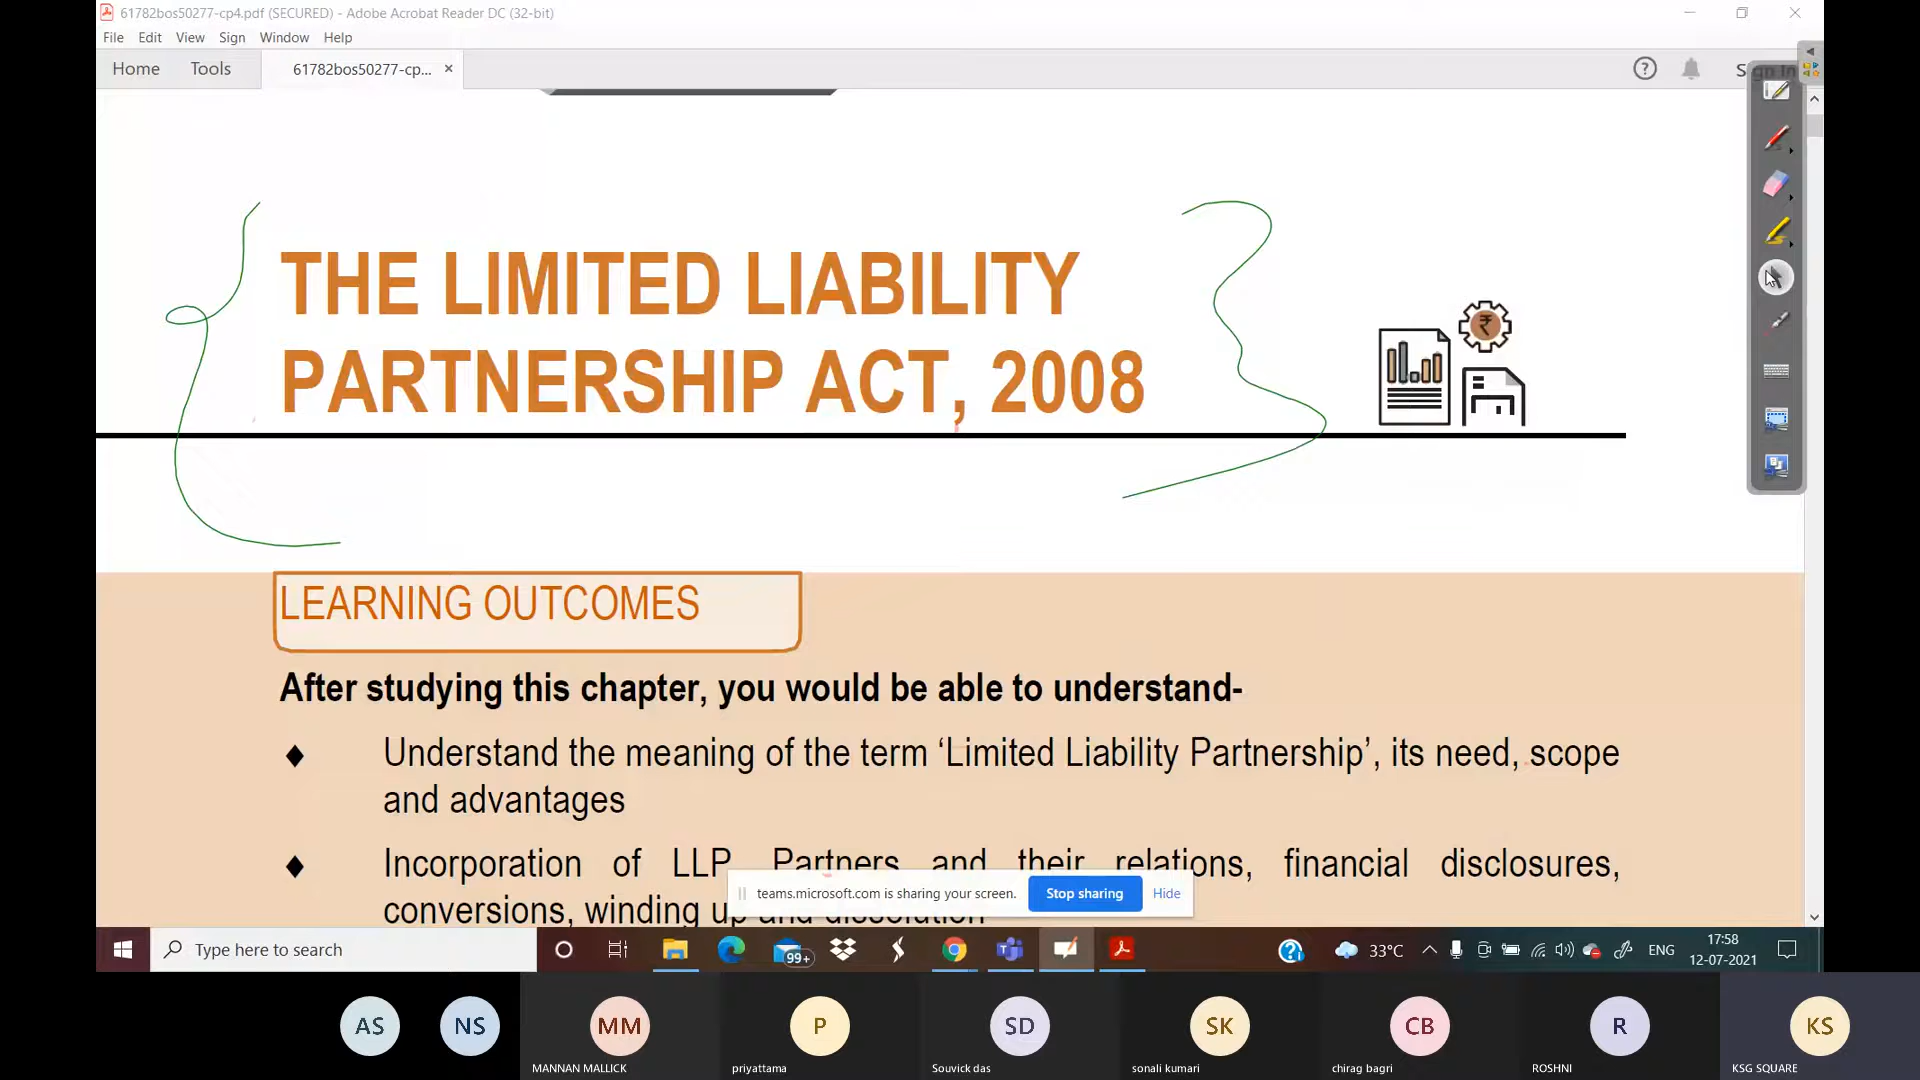 61782bos50277-cp4.pdf (SECURED) - Adobe Acrobat Reader DC (32-bit)
File Edit View Sign Window Help
Home Tools 61782bos50277-cp... ×
THE LIMITED LIABILITY
PARTNERSHIP ACT, 2008
₹
LEARNING OUTCOMES
After studying this chapter, you would be able to understand-
♦ Understand the meaning of the term ‘Limited Liability Partnership’, its need, scope
and advantages
♦ Incorporation of LLP, Partners and their relations, financial disclosures,
conversions, winding up and dissolution
teams.microsoft.com is sharing your screen. Stop sharing Hide
Type here to search 99+ 33°C ENG 17:58
12-07-2021
AS NS MM P SD SK CB R KS
MANNAN MALLICK priyattama Souvick das sonali kumari chirag bagri ROSHNI KSG SQUARE